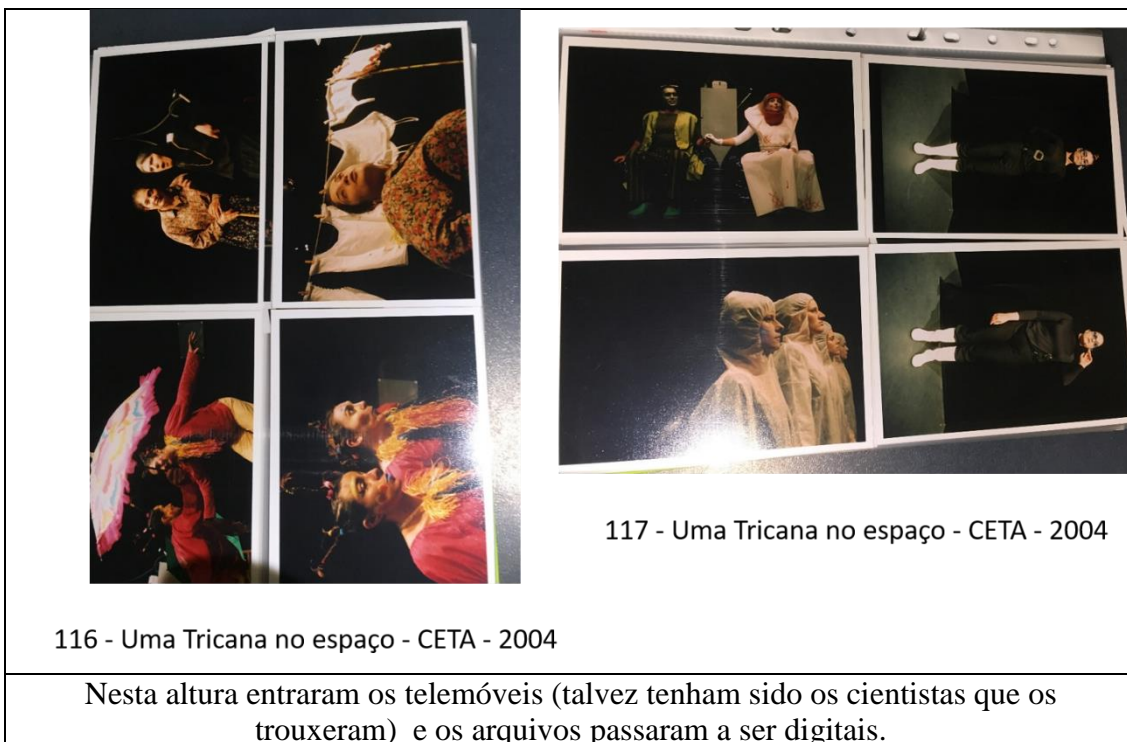 117 - Uma Tricana no espaço - CETA - 2004
116 - Uma Tricana no espaço - CETA - 2004
Nesta altura entraram os telemóveis (talvez tenham sido os cientistas que os
trouxeram) e os arquivos passaram a ser digitais.